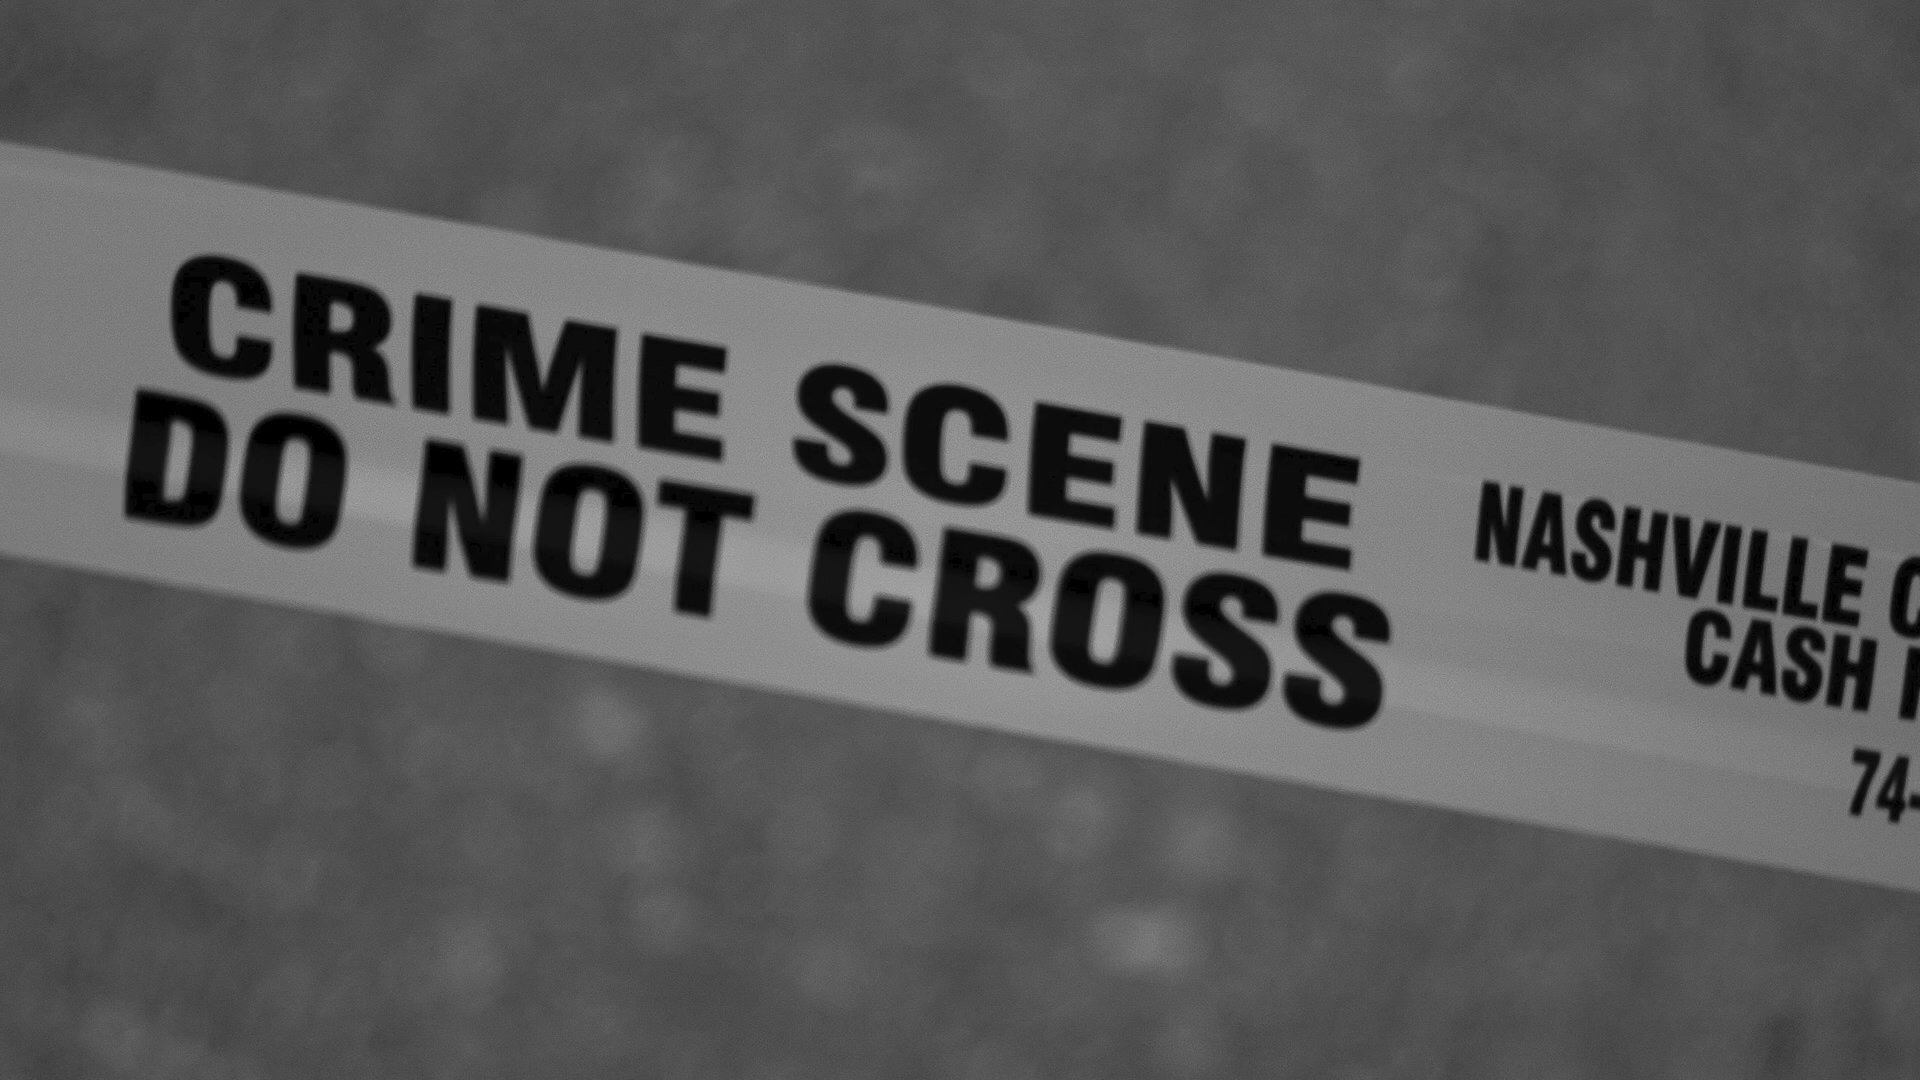 CRIME SCENE
DO NOT CROSS
NASHVILLE
CASH
74-